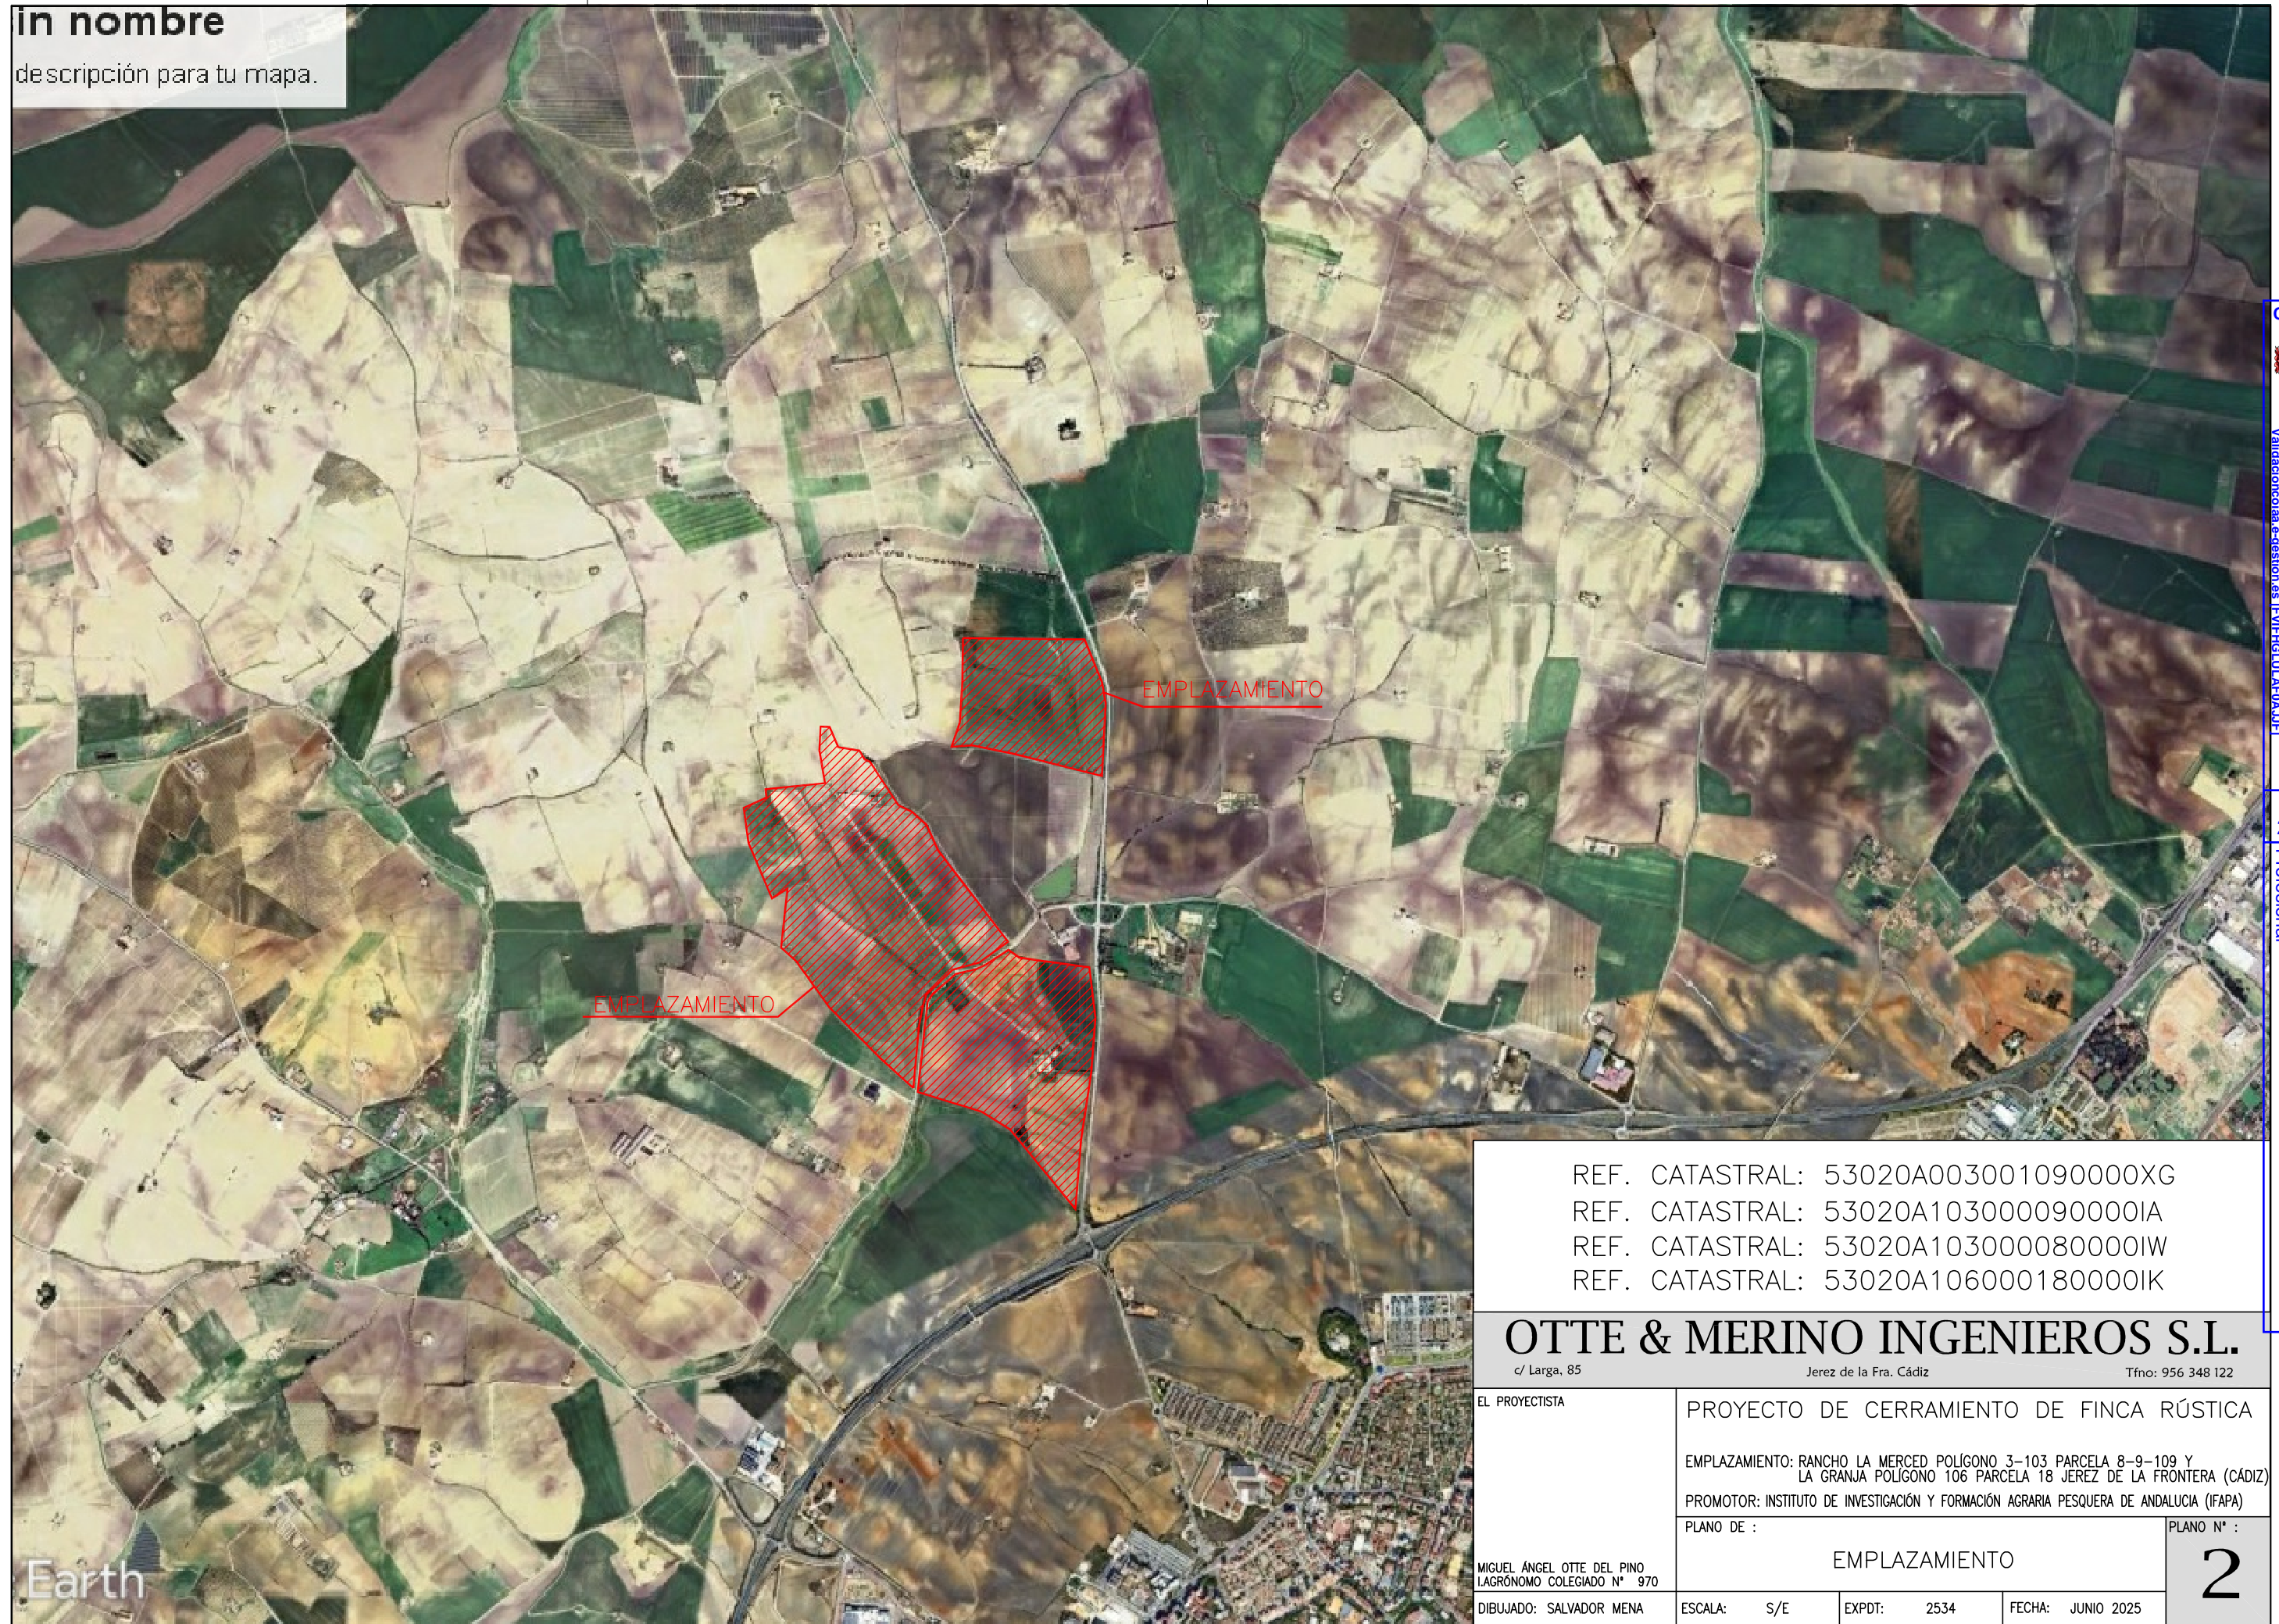 in nombre
descripción para tu mapa.
EMPLAZAMIENTO
EMPLAZAMIENTO
REF. CATASTRAL: 53020A003001090000XG
REF. CATASTRAL: 53020A103000090000IA
REF. CATASTRAL: 53020A103000080000IW
REF. CATASTRAL: 53020A106000180000IK
OTTE & MERINO INGENIEROS S.L.
c/ Larga, 85 Jerez de la Fra. Cádiz Tfno: 956 348 122
EL PROYECTISTA
PROYECTO DE CERRAMIENTO DE FINCA RÚSTICA
EMPLAZAMIENTO: RANCHO LA MERCED POLÍGONO 3-103 PARCELA 8-9-109 Y
LA GRANJA POLÍGONO 106 PARCELA 18 JEREZ DE LA FRONTERA (CÁDIZ)
PROMOTOR: INSTITUTO DE INVESTIGACIÓN Y FORMACIÓN AGRARIA PESQUERA DE ANDALUCIA (IFAPA)
PLANO DE :
EMPLAZAMIENTO
PLANO Nº :
2
MIGUEL ÁNGEL OTTE DEL PINO
I.AGRÓNOMO COLEGIADO Nº 970
DIBUJADO: SALVADOR MENA
ESCALA: S/E
EXPDT: 2534
FECHA: JUNIO 2025
Earth